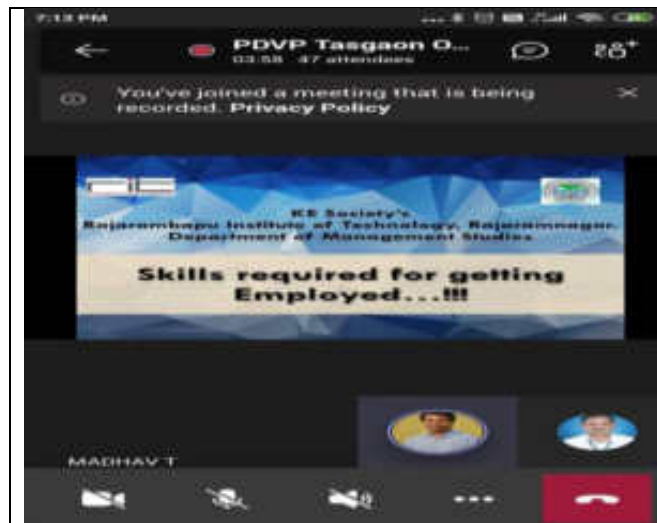 7:13 PM
PDVP Tasgaon O...
03:58 47 attendees
You've joined a meeting that is being
recorded. Privacy Policy
KE Society's
Rajarambapu Institute of Technology, Rajaramnagar.
Department of Management Studies
Skills required for getting
Employed...!!!
MADHAV T